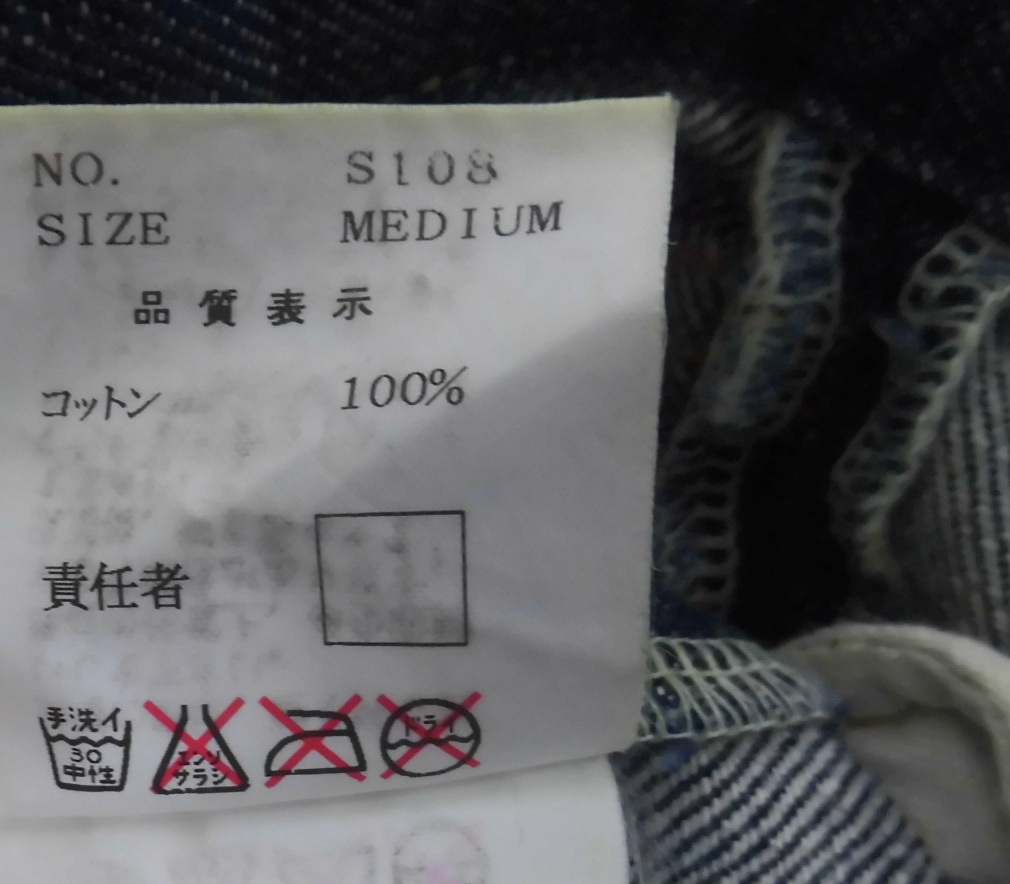 NO. S108
SIZE MEDIUM
品質表示
コットン 100%
責任者
手洗イ
30
中性
エンソ
サラシ
ドライ